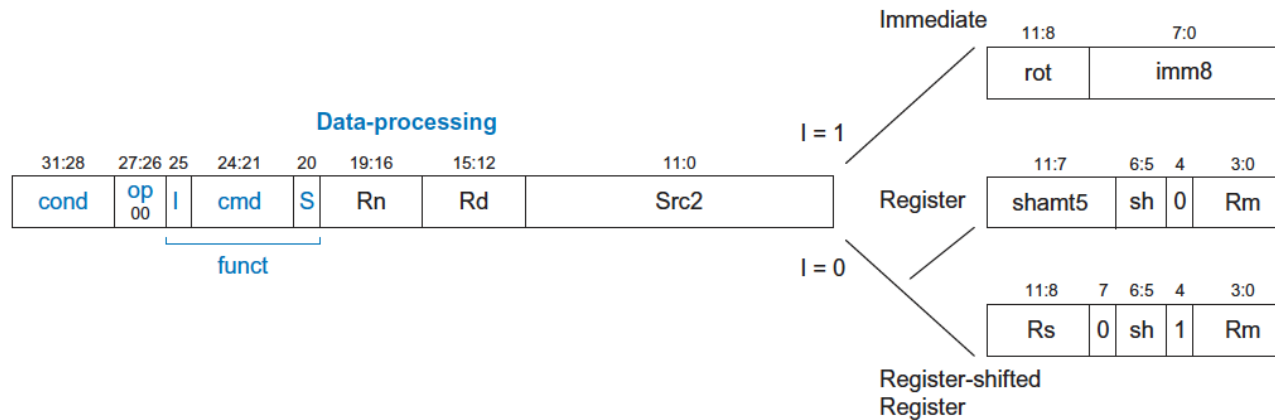 Immediate
11:8 7:0
rot imm8
Data-processing
I = 1
31:28 27:26 25 24:21 20 19:16 15:12 11:0
cond op 00 I cmd S Rn Rd Src2
funct
Register
11:7 6:5 4 3:0
shamt5 sh 0 Rm
I = 0
11:8 7 6:5 4 3:0
Rs 0 sh 1 Rm
Register-shifted
Register